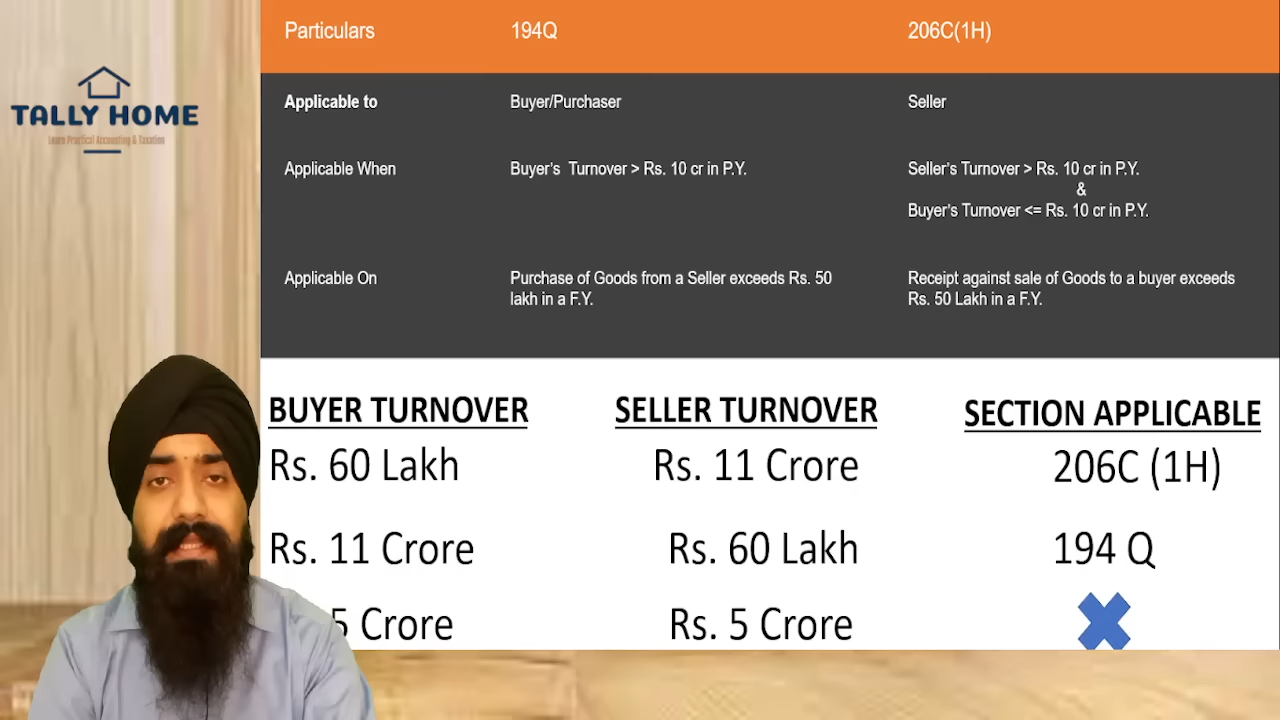 TALLY HOME
Learn Practical Accounting & Taxation
Particulars 194Q 206C(1H)
Applicable to Buyer/Purchaser Seller
Applicable When Buyer's  Turnover > Rs. 10 cr in P.Y. Seller's Turnover > Rs. 10 cr in P.Y.
&
Buyer's Turnover <= Rs. 10 cr in P.Y.
Applicable On Purchase of Goods from a Seller exceeds Rs. 50 Receipt against sale of Goods to a buyer exceeds
lakh in a F.Y. Rs. 50 Lakh in a F.Y.
BUYER TURNOVER SELLER TURNOVER SECTION APPLICABLE
Rs. 60 Lakh Rs. 11 Crore 206C (1H)
Rs. 11 Crore Rs. 60 Lakh 194 Q
5 Crore Rs. 5 Crore